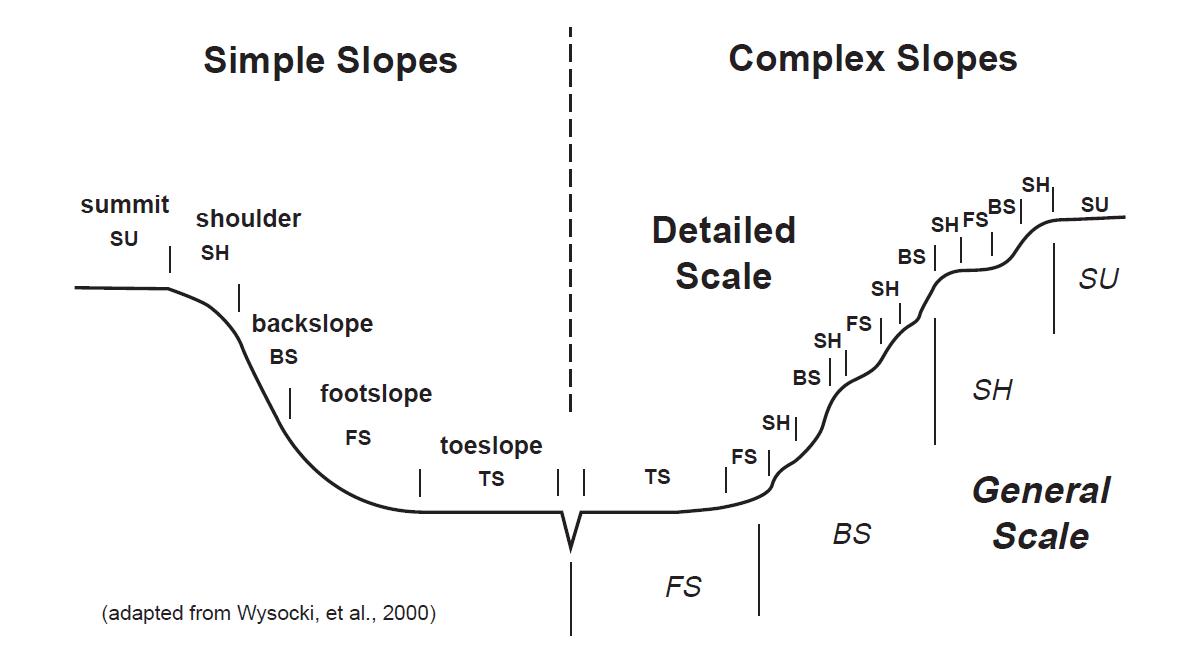 Simple Slopes
Complex Slopes
summit
SU
shoulder
SH
backslope
BS
footslope
FS
toeslope
TS
Detailed
Scale
TS
FS
SH
BS
SH
FS
SH
BS
SH
FS
BS
SH
SU
SU
SH
BS
FS
General
Scale
(adapted from Wysocki, et al., 2000)